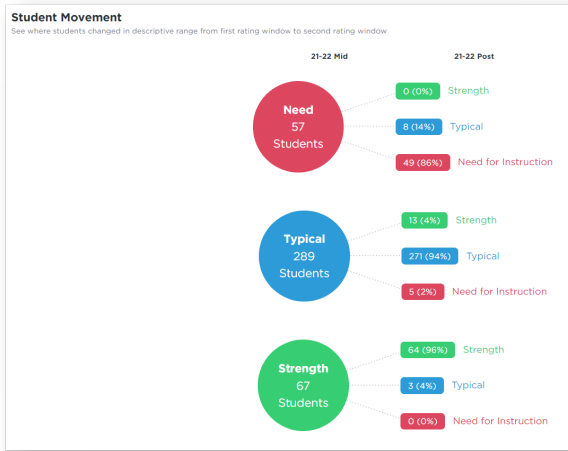 Student Movement
See where students changed in descriptive range from first rating window to second rating window
21-22 Mid
21-22 Post
Need
57
Students
0 (0%) Strength
8 (14%) Typical
49 (86%) Need for Instruction
Typical
289
Students
13 (4%) Strength
271 (94%) Typical
5 (2%) Need for Instruction
Strength
67
Students
64 (96%) Strength
3 (4%) Typical
0 (0%) Need for Instruction